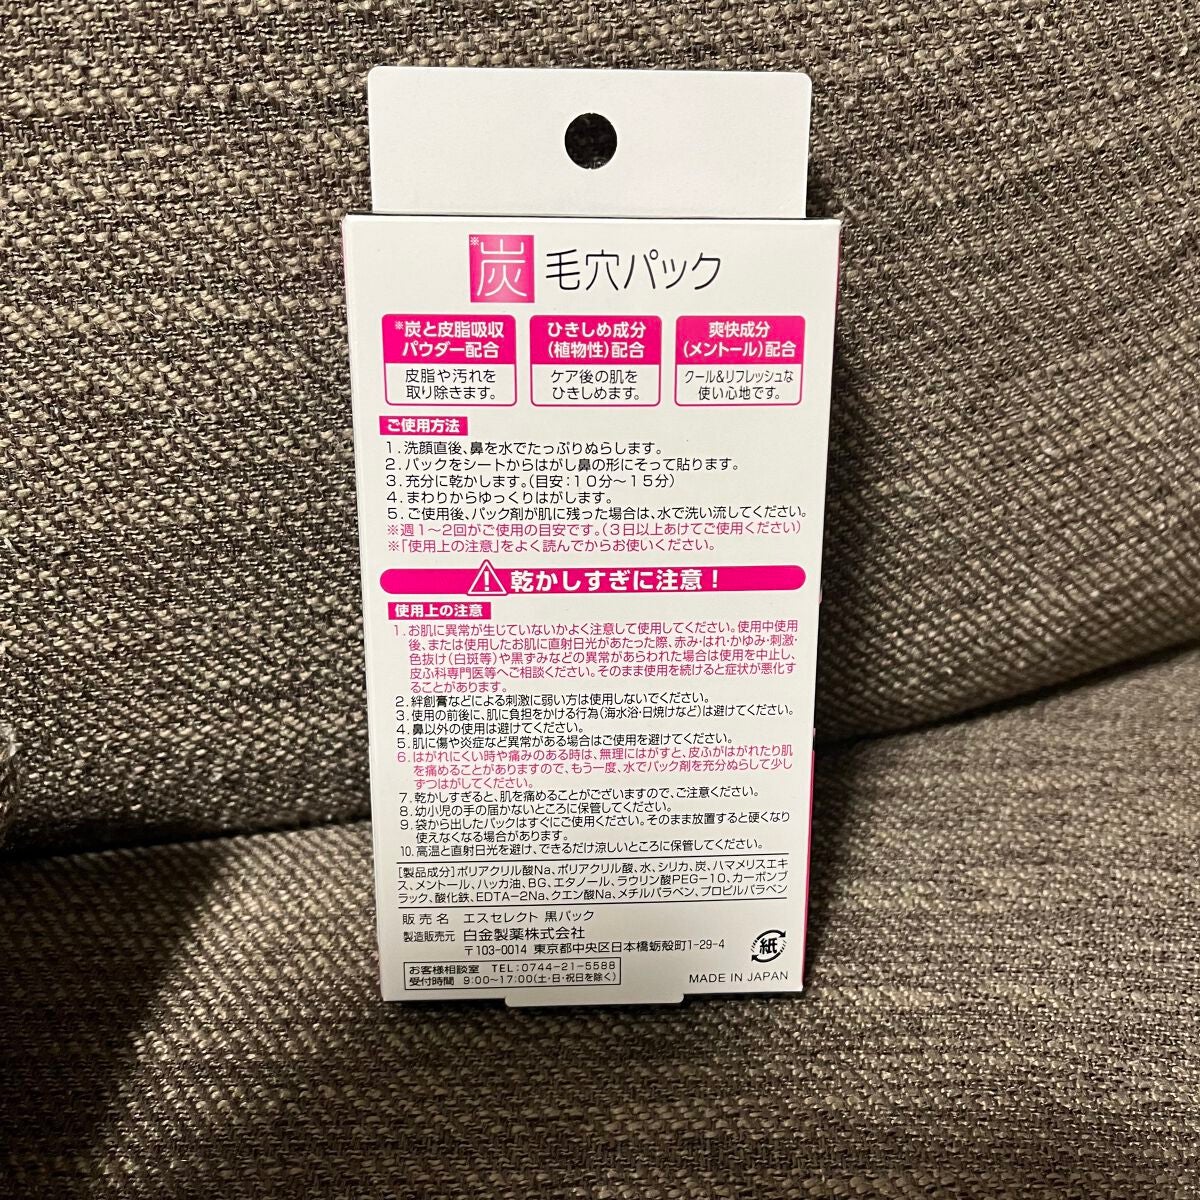 ※炭 毛穴パック
※炭と皮脂吸収
パウダー配合
皮脂や汚れを
取り除きます。
ひきしめ成分
(植物性)配合
ケア後の肌を
ひきしめます。
爽快成分
(メントール)配合
クール&リフレッシュな
使い心地です。
ご使用方法
1.洗顔直後、鼻を水でたっぷりぬらします。
2.パックをシートからはがし鼻の形にそって貼ります。
3.充分に乾かします。(目安:10分〜15分)
4.まわりからゆっくりはがします。
5.ご使用後、パック剤が肌に残った場合は、水で洗い流してください。
※週1〜2回がご使用の目安です。(3日以上あけてご使用ください)
※「使用上の注意」をよく読んでからお使いください。
乾かしすぎに注意!
使用上の注意
1.お肌に異常が生じていないかよく注意して使用してください。使用中使用
後、または使用したお肌に直射日光があたった際、赤み・はれ・かゆみ・刺激・
色抜け(白斑等)や黒ずみなどの異常があらわれた場合は使用を中止し、
皮ふ科専門医等へご相談ください。そのまま使用を続けると症状が悪化す
ることがあります。
2.絆創膏などによる刺激に弱い方は使用しないでください。
3.使用の前後に、肌に負担をかける行為(海水浴・日焼けなど)は避けてください。
4.鼻以外の使用は避けてください。
5.肌に傷や炎症など異常がある場合はご使用を避けてください。
6.はがれにくい時や痛みのある時は、無理にはがすと、皮ふがはがれたり肌
を痛めることがありますので、もう一度、水でパック剤を充分ぬらして少し
ずつはがしてください。
7.乾かしすぎると、肌を痛めることがございますので、ご注意ください。
8.幼小児の手の届かないところに保管してください。
9.袋から出したパックはすぐにご使用ください。そのまま放置すると硬くなり
使えなくなる場合があります。
10.高温と直射日光を避け、できるだけ涼しいところに保管してください。
[製品成分]ポリアクリル酸Na、ポリアクリル酸、水、シリカ、炭、ハマメリスエキ
ス、メントール、ハッカ油、BG、エタノール、ラウリン酸PEG-10、カーボンブ
ラック、酸化鉄、EDTA-2Na、クエン酸Na、メチルパラベン、プロピルパラベン
販売名 エスセレクト 黒パック
製造販売元 白金製薬株式会社
〒103-0014 東京都中央区日本橋蛎殻町1-29-4
お客様相談室 TEL:0744-21-5588
受付時間 9:00〜17:00(土・日・祝日を除く)
紙
MADE IN JAPAN